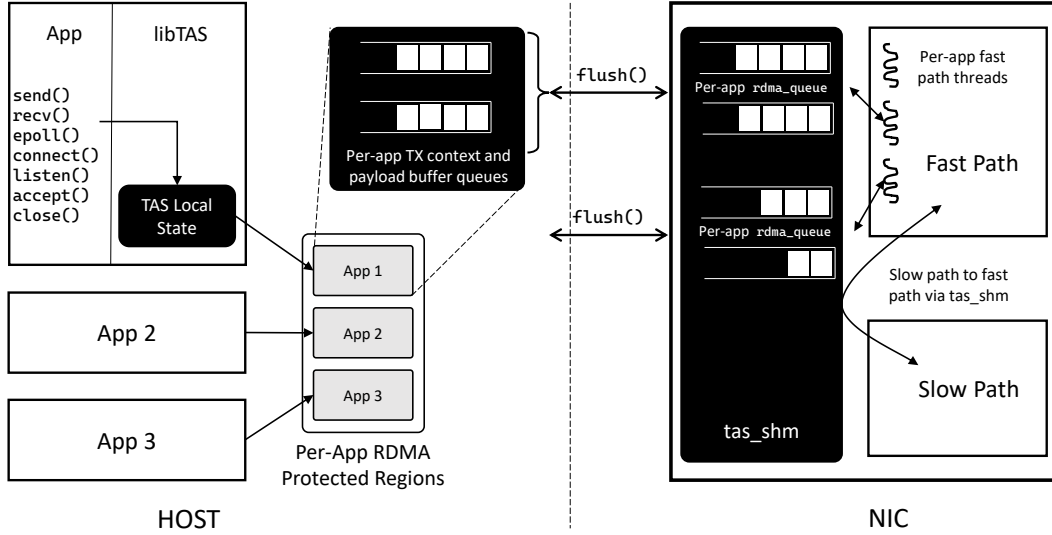 App
libTAS
send()
recv()
epoll()
connect()
listen()
accept()
close()
TAS Local
State
App 2
App 3
Per-app TX context and
payload buffer queues
App 1
App 2
App 3
Per-App RDMA
Protected Regions
HOST
flush()
flush()
Per-app rdma_queue
Per-app rdma_queue
tas_shm
Per-app fast
path threads
Fast Path
Slow path to fast
path via tas_shm
Slow Path
NIC